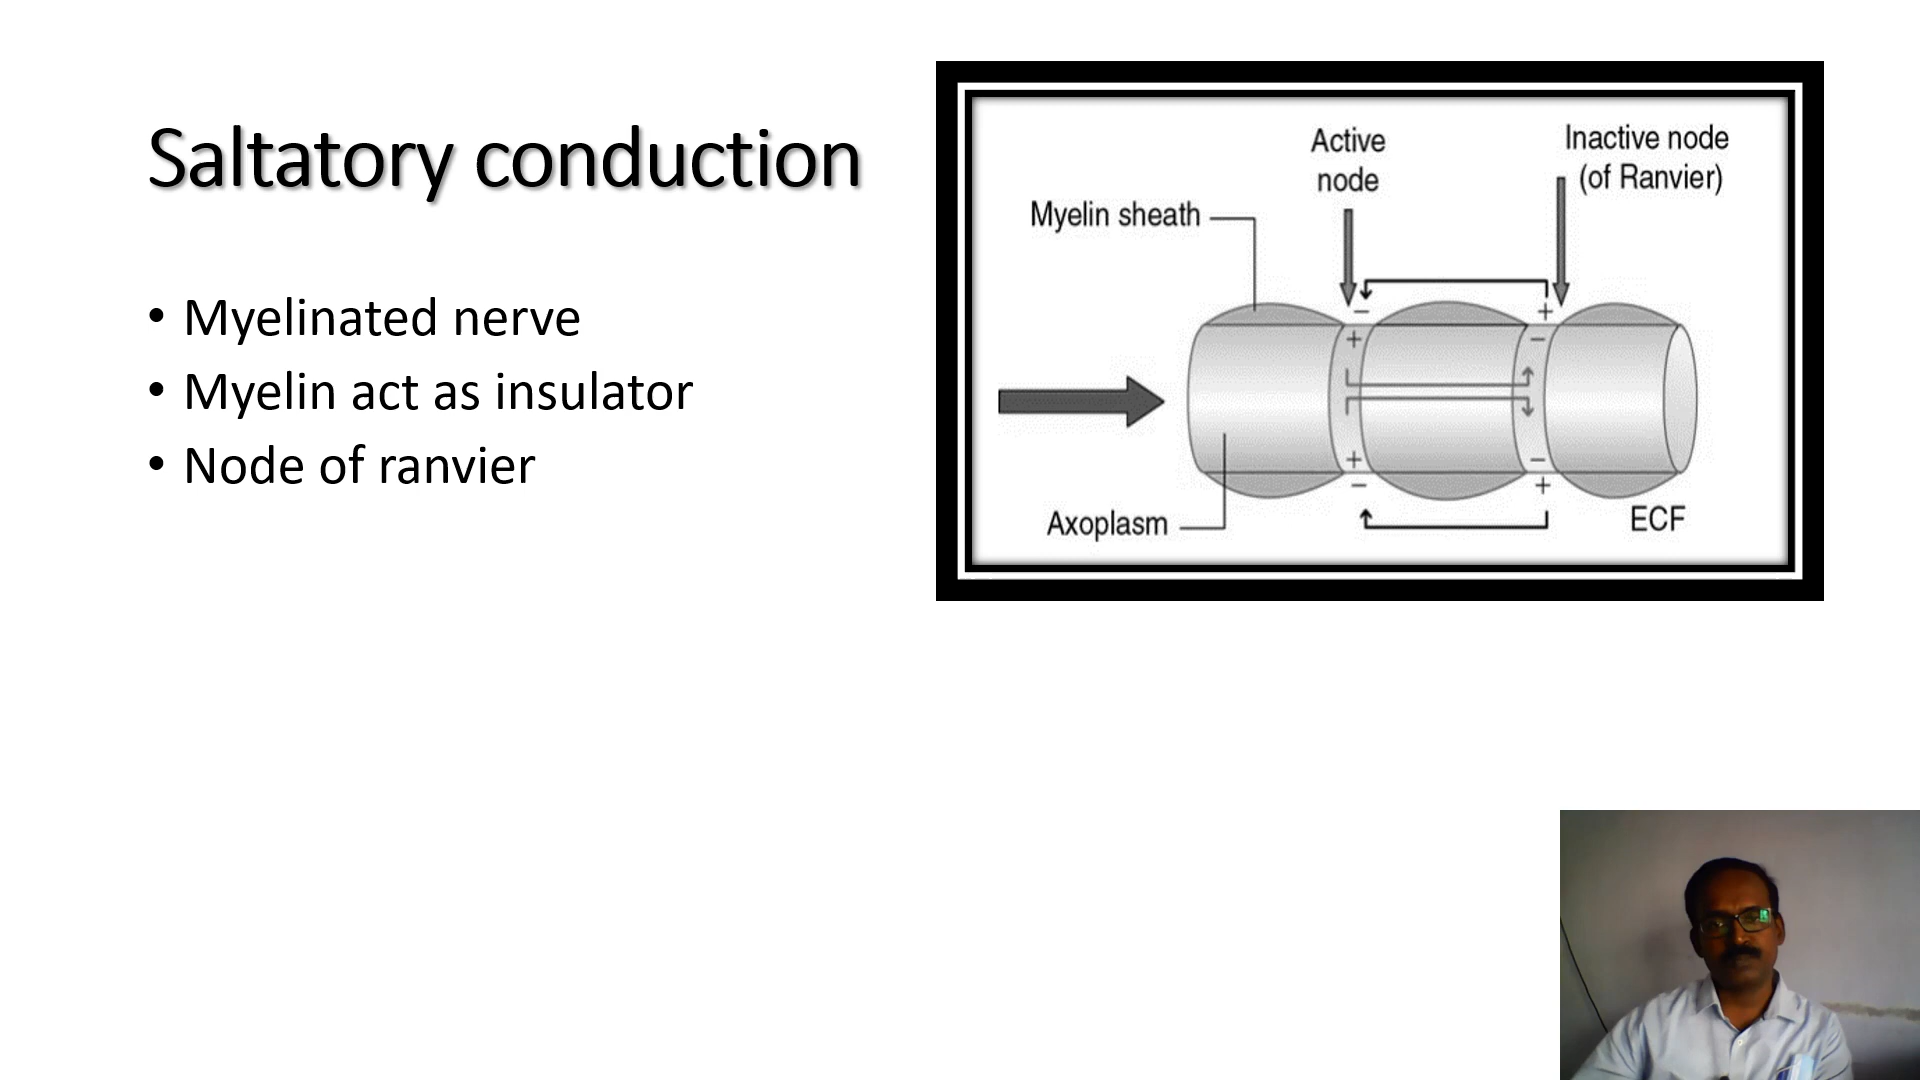 Saltatory conduction
• Myelinated nerve
• Myelin act as insulator
• Node of ranvier
Active
node
Inactive node
(of Ranvier)
Myelin sheath
− +
+ −
+ −
− +
Axoplasm
ECF